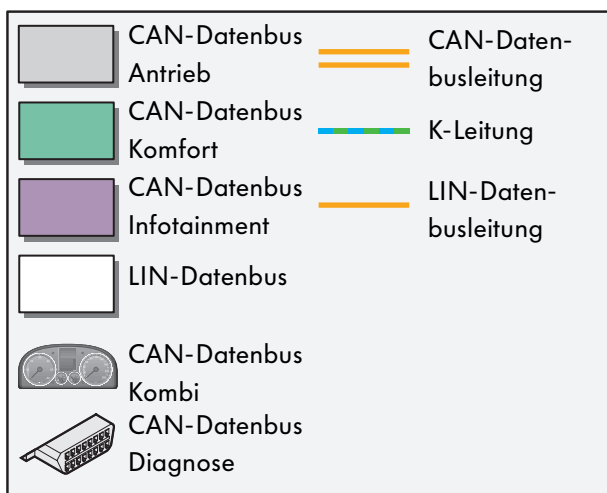 CAN-Datenbus
Antrieb
CAN-Datenbus
Komfort
CAN-Datenbus
Infotainment
LIN-Datenbus
CAN-Datenbus
Kombi
CAN-Datenbus
Diagnose
CAN-Daten-
busleitung
K-Leitung
LIN-Daten-
busleitung